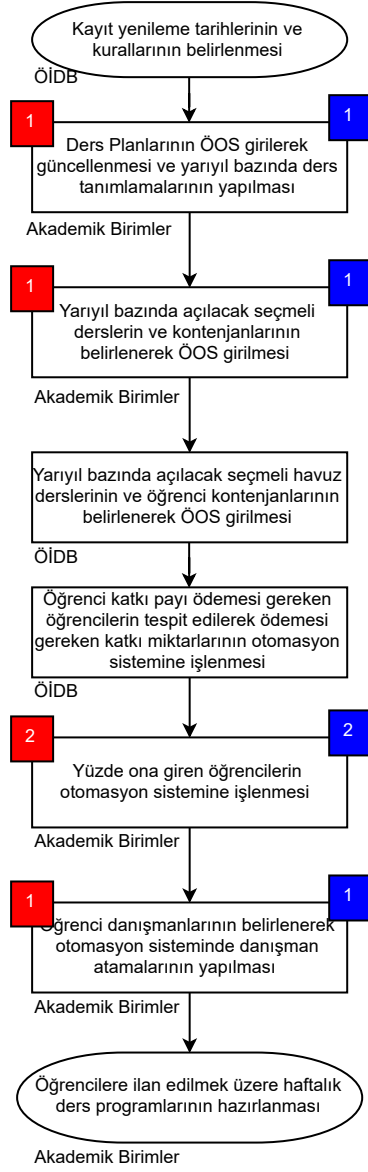 Kayıt yenileme tarihlerinin ve
kurallarının belirlenmesi
ÖİDB
1
1
Ders Planlarının ÖOS girilerek
güncellenmesi ve yarıyıl bazında ders
tanımlamalarının yapılması
Akademik Birimler
1
1
Yarıyıl bazında açılacak seçmeli
derslerin ve kontenjanlarının
belirlenerek ÖOS girilmesi
Akademik Birimler
Yarıyıl bazında açılacak seçmeli havuz
derslerinin ve öğrenci kontenjanlarının
belirlenerek ÖOS girilmesi
ÖİDB
Öğrenci katkı payı ödemesi gereken
öğrencilerin tespit edilerek ödemesi
gereken katkı miktarlarının otomasyon
sistemine işlenmesi
ÖİDB
2
2
Yüzde ona giren öğrencilerin
otomasyon sistemine işlenmesi
Akademik Birimler
1
1
Öğrenci danışmanlarının belirlenerek
otomasyon sisteminde danışman
atamalarının yapılması
Akademik Birimler
Öğrencilere ilan edilmek üzere haftalık
ders programlarının hazırlanması
Akademik Birimler